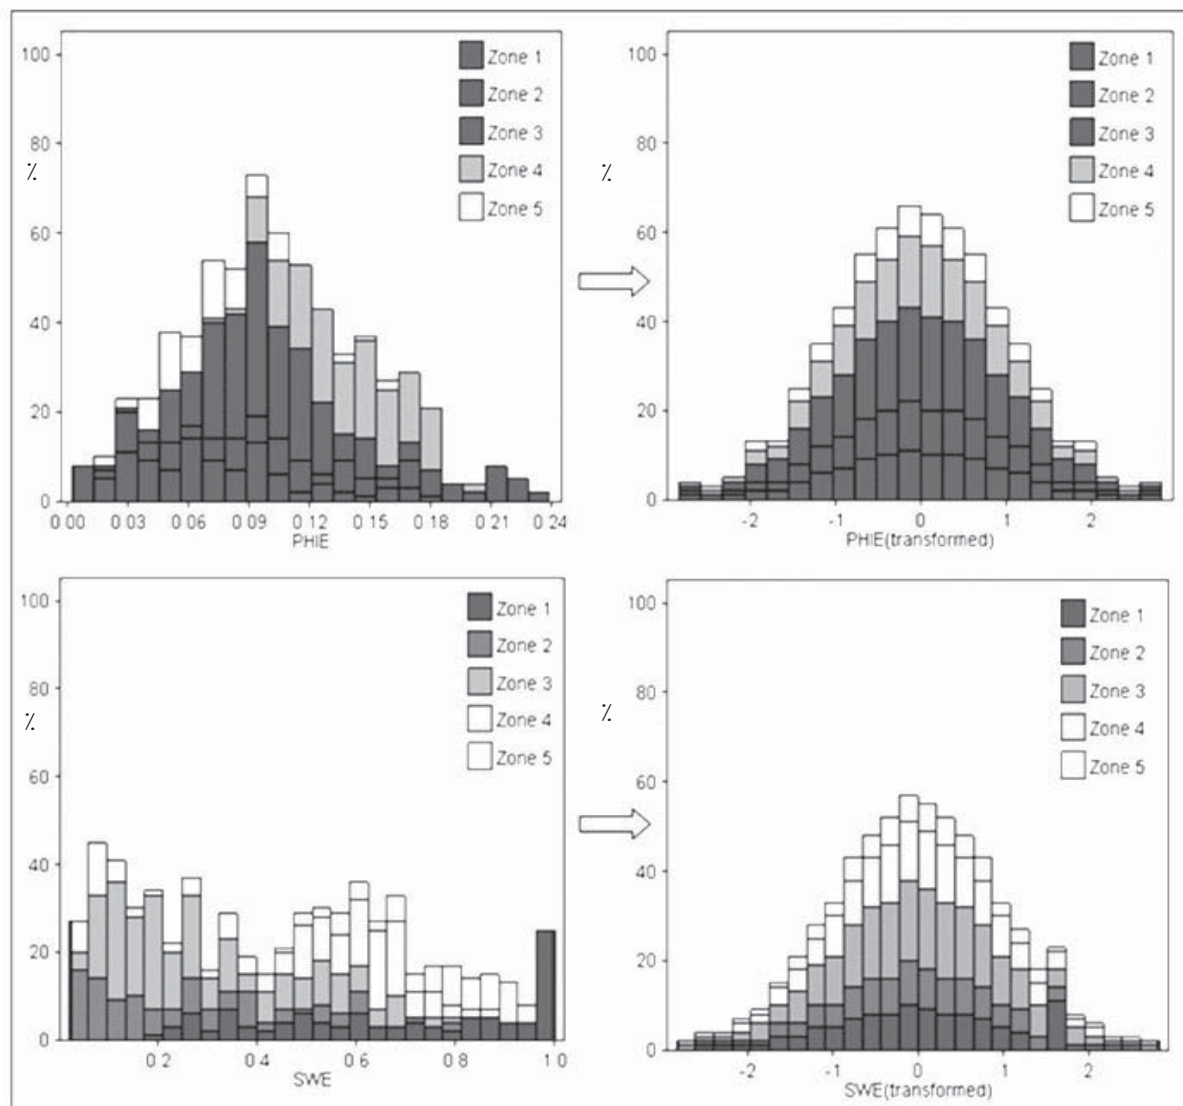 100
80
٪
60
40
20
0
0 00 0 03 0 06 0 09 0 12 0 15 0 18 0 21 0 24
PHIE
Zone 1
Zone 2
Zone 3
Zone 4
Zone 5
100
80
٪
60
40
20
0
-2 -1 0 1 2
PHIE(transformed)
Zone 1
Zone 2
Zone 3
Zone 4
Zone 5
100
80
٪
60
40
20
0
0 2 0 4 0 6 0 8 1 0
SWE
Zone 1
Zone 2
Zone 3
Zone 4
Zone 5
100
80
٪
60
40
20
0
-2 -1 0 1 2
SWE(transformed)
Zone 1
Zone 2
Zone 3
Zone 4
Zone 5